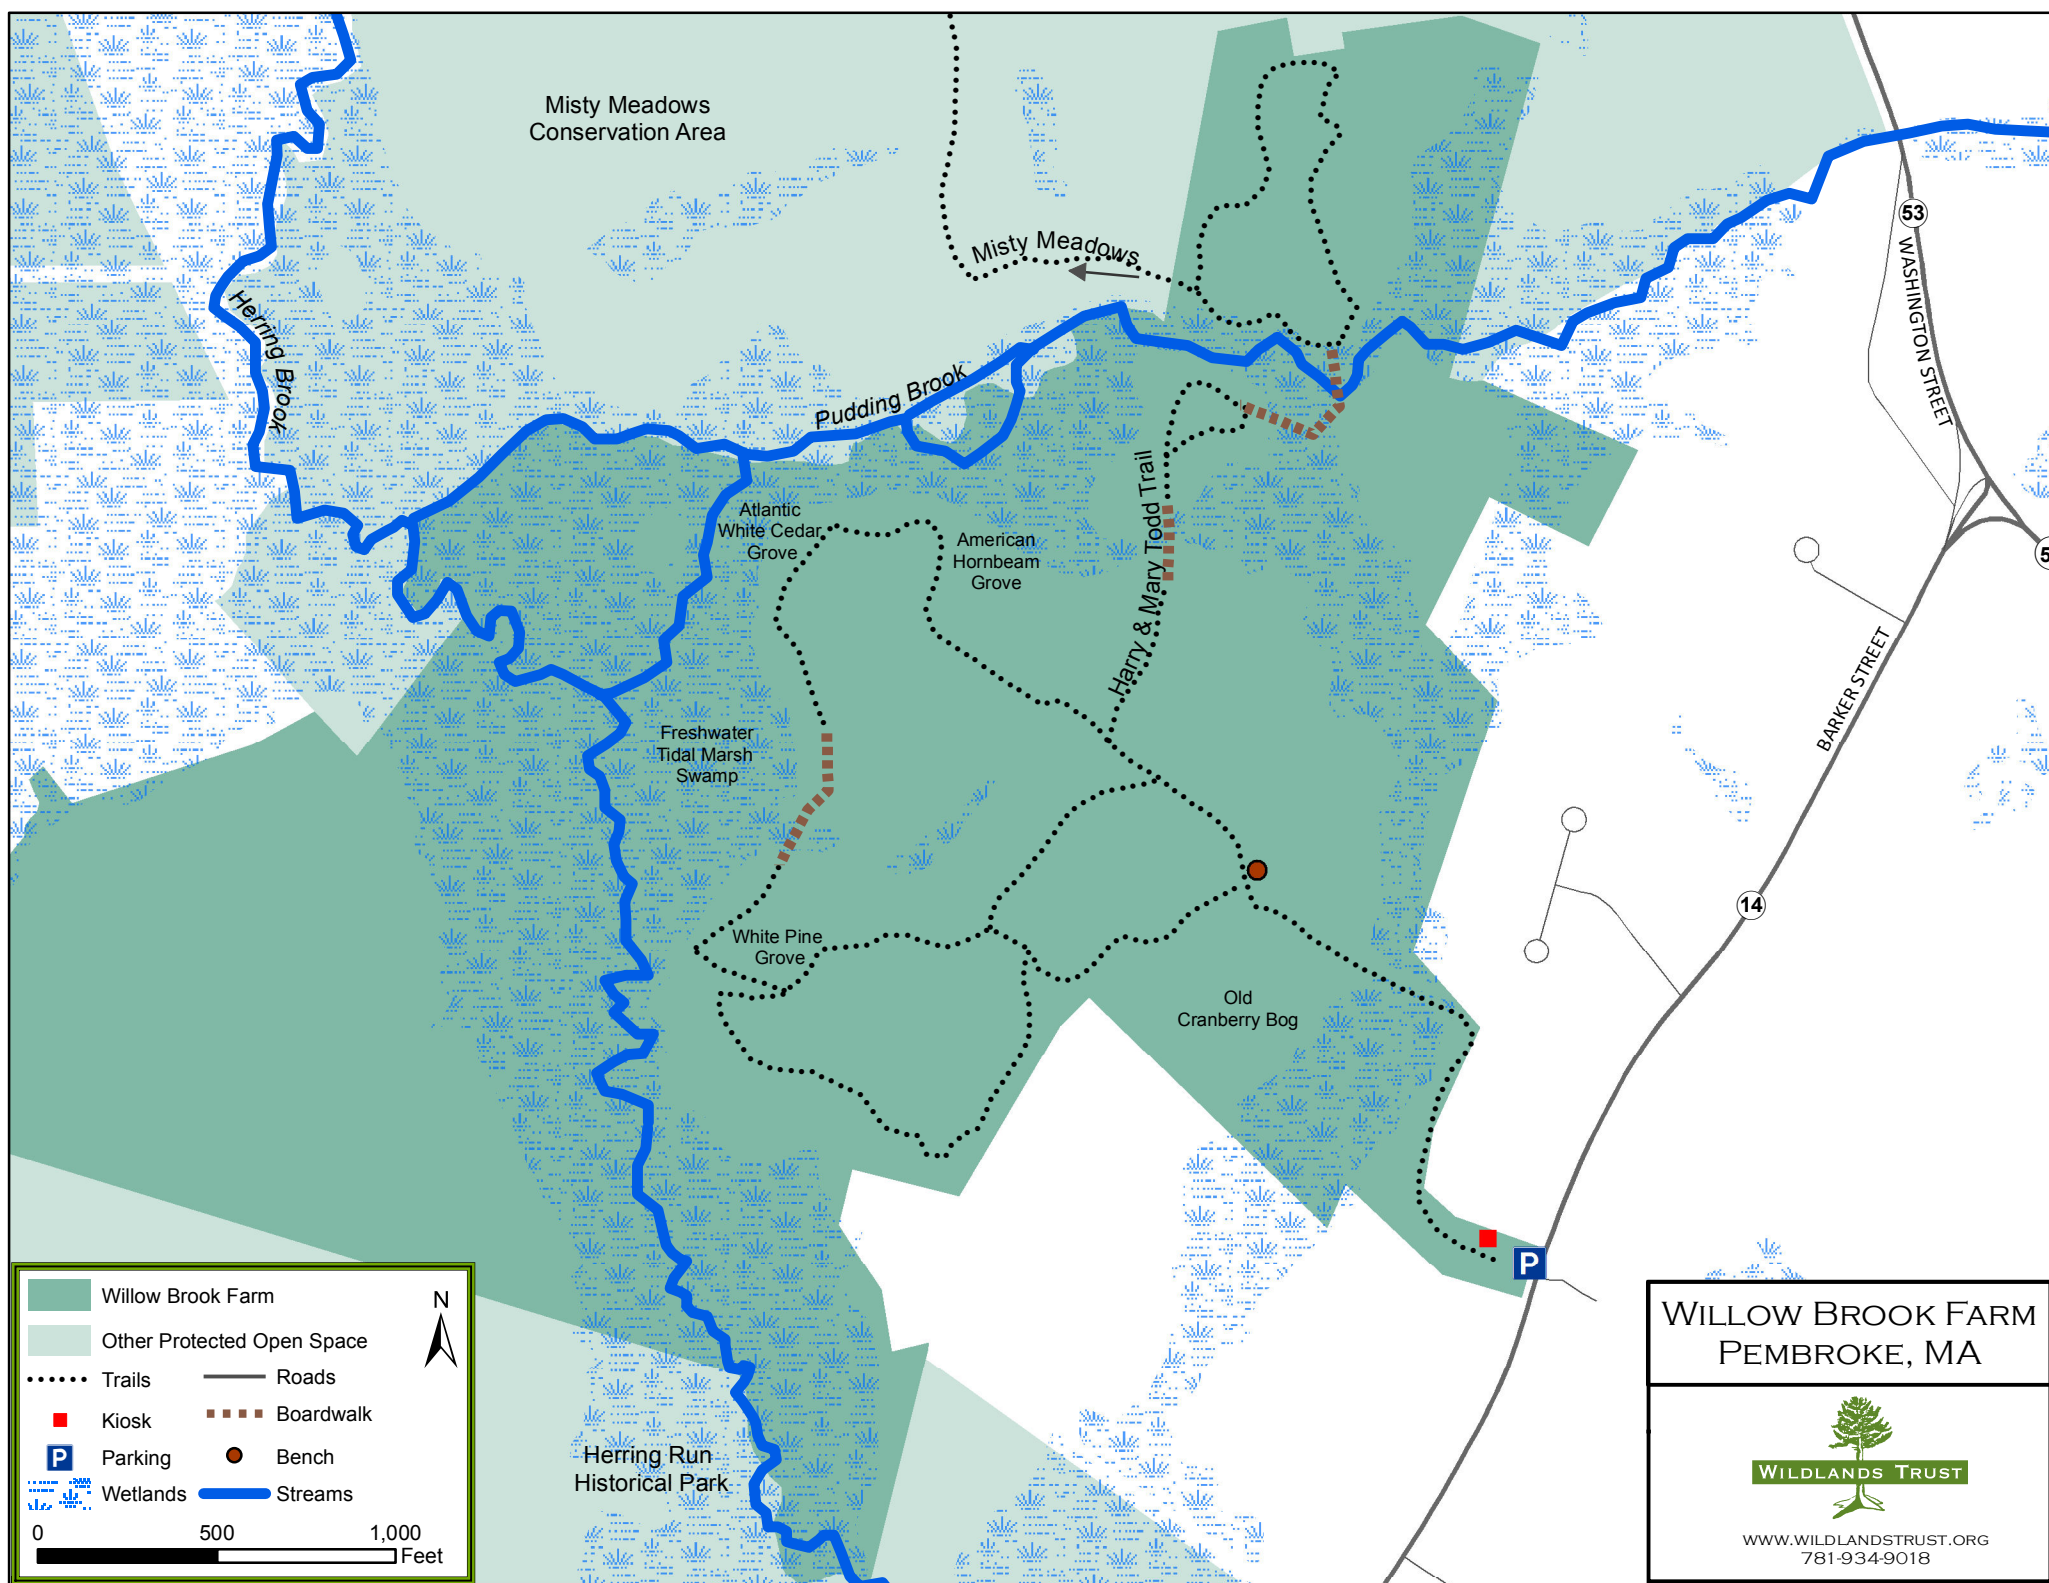 Misty Meadows
Conservation Area
Misty Meadows
53
WASHINGTON STREET
Herring Brook
Pudding Brook
Harry & Mary Todd Trail
Atlantic
White Cedar
Grove
American
Hornbeam
Grove
5
BARKER STREET
Freshwater
Tidal Marsh
Swamp
14
White Pine
Grove
Old
Cranberry Bog
P
Herring Run
Historical Park
Willow Brook Farm
N
Other Protected Open Space
Trails
Roads
Kiosk
Boardwalk
P
Parking
Bench
Wetlands
Streams
0 500 1,000
Feet
WILLOW BROOK FARM
PEMBROKE, MA
WILDLANDS TRUST
WWW.WILDLANDSTRUST.ORG
781-934-9018